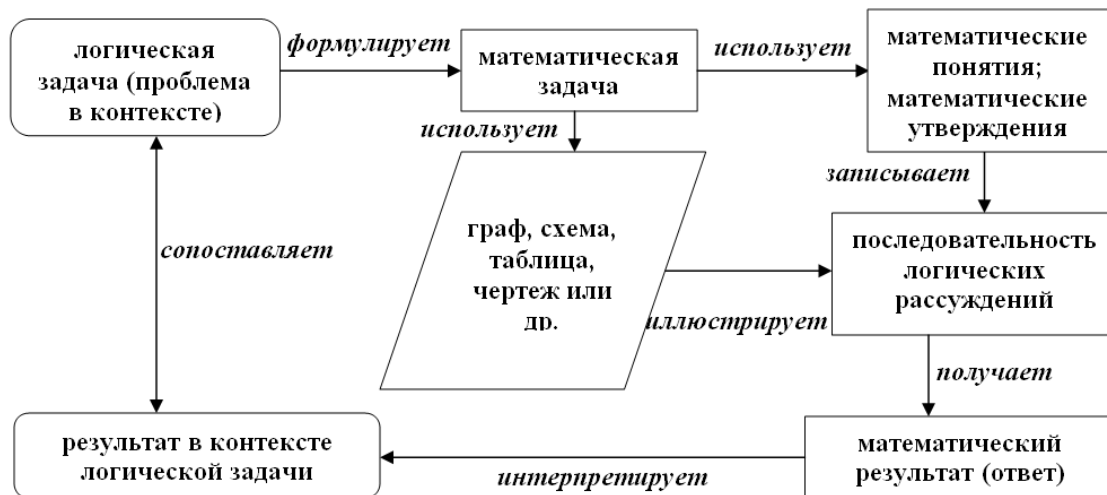 логическая
задача (проблема
в контексте)
формулирует
математическая
задача
использует
математические
понятия;
математические
утверждения
использует
записывает
граф, схема,
таблица,
чертеж или
др.
сопоставляет
последовательность
логических
рассуждений
иллюстрирует
получает
результат в контексте
логической задачи
интерпретирует
математический
результат (ответ)